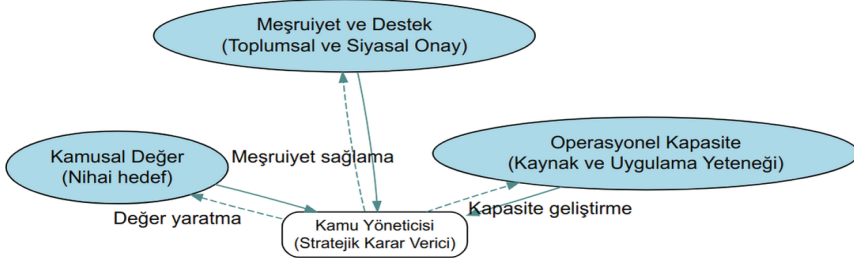 Meşruiyet ve Destek
(Toplumsal ve Siyasal Onay)
Kamusal Değer
(Nihai hedef)
Meşruiyet sağlama
Operasyonel Kapasite
(Kaynak ve Uygulama Yeteneği)
Değer yaratma
Kapasite geliştirme
Kamu Yöneticisi
(Stratejik Karar Verici)